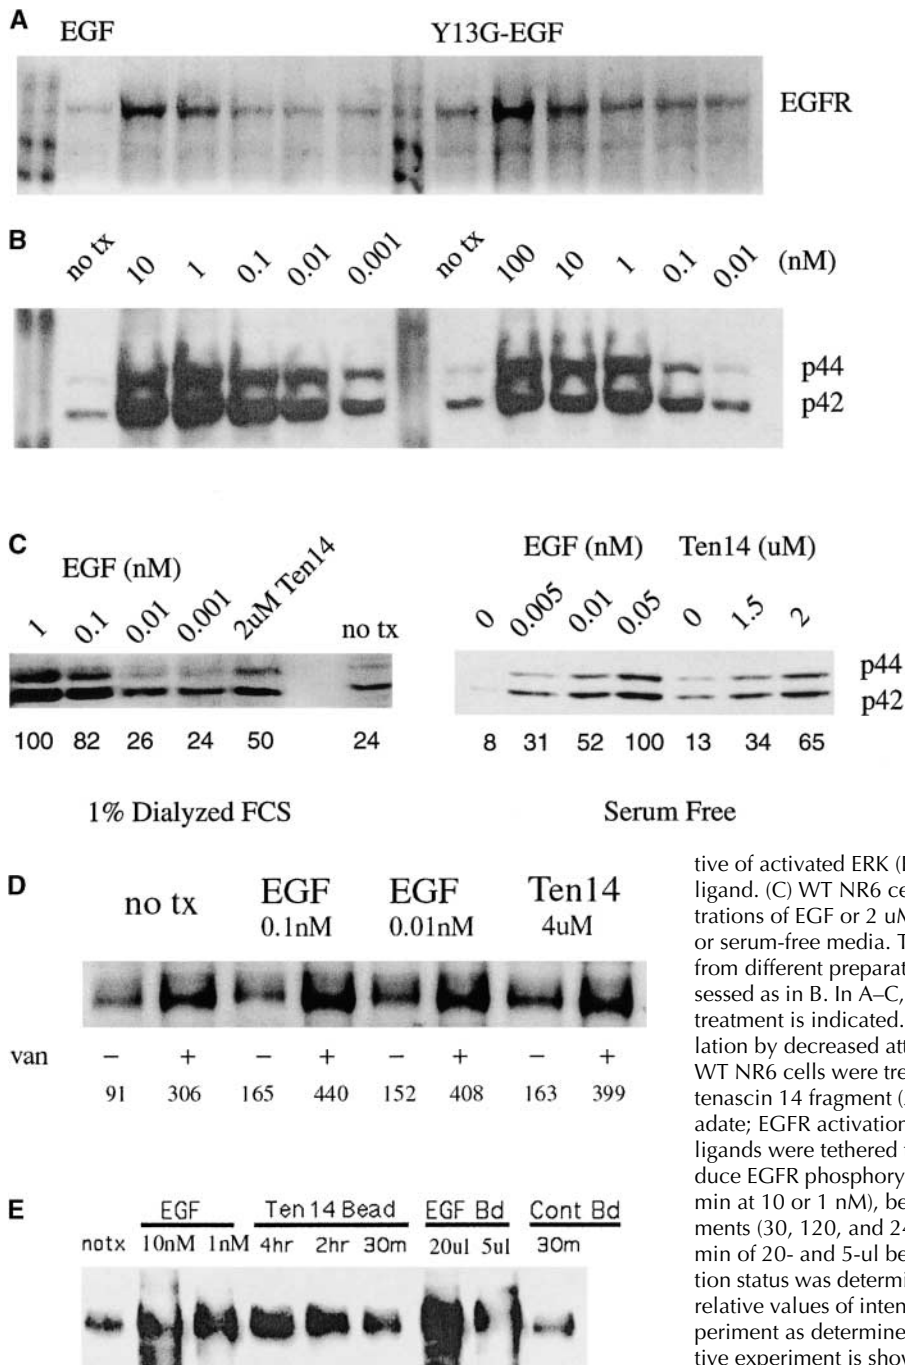 A
EGF Y13G-EGF
EGFR
B
no tx 10 1 0.1 0.01 0.001 no tx 100 10 1 0.1 0.01 (nM)
p44
p42
C
EGF (nM) EGF (nM) Ten14 (uM)
1 0.1 0.01 0.001 2uM Ten14 no tx 0 0.005 0.01 0.05 0 1.5 2
p44
p42
100 82 26 24 50 24 8 31 52 100 13 34 65
1% Dialyzed FCS Serum Free
D
no tx EGF EGF Ten14
0.1nM 0.01nM 4uM
van − + − + − + − +
91 306 165 440 152 408 163 399
E
EGF Ten 14 Bead EGF Bd Cont Bd
notx 10nM 1nM 4hr 2hr 30m 20ul 5ul 30m
tive of activated ERK (
ligand. (C) WT NR6 ce
trations of EGF or 2 uM
or serum-free media. T
from different preparat
sessed as in B. In A–C,
treatment is indicated.
lation by decreased att
WT NR6 cells were tre
tenascin 14 fragment (
adate; EGFR activation
ligands were tethered
duce EGFR phosphory
min at 10 or 1 nM), be
ments (30, 120, and 24
min of 20- and 5-ul be
tion status was determi
relative values of inten
periment as determine
tive experiment is show